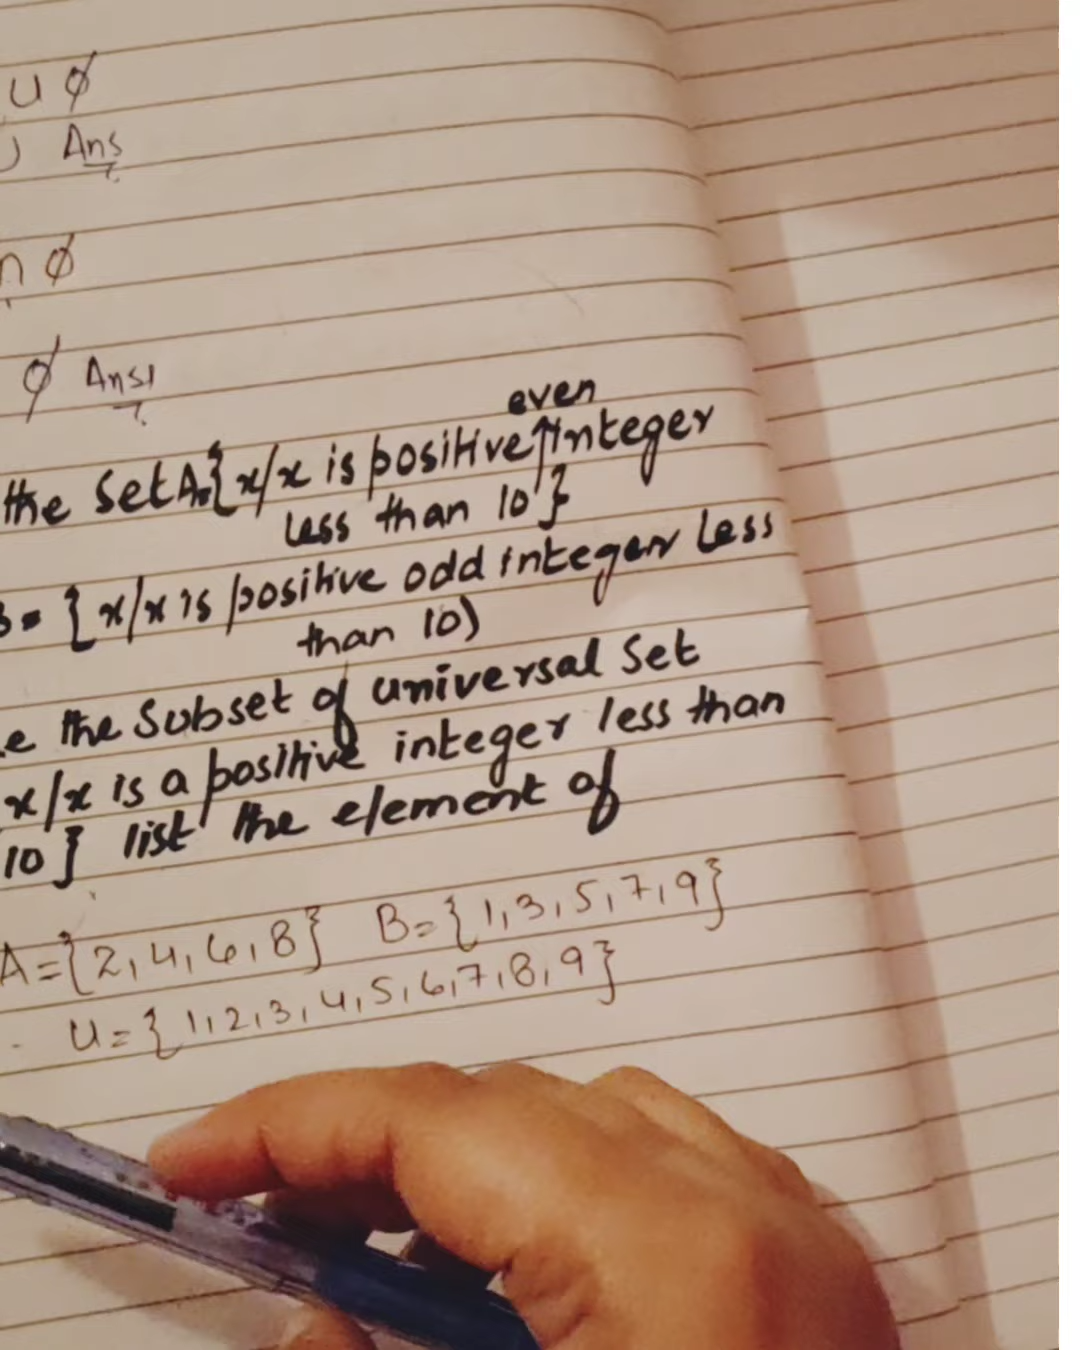 U φ
Ans
∩ φ
φ Ans
even
the Set A={x/x is positive↑integer
less than 10}
= {x/x is positive odd integer less
than 10)
the Subset of universal Set
x/x is a positive integer less than
10} list the element of
A={2,4,6,8} B={1,3,5,7,9}
U={1,2,3,4,5,6,7,8,9}